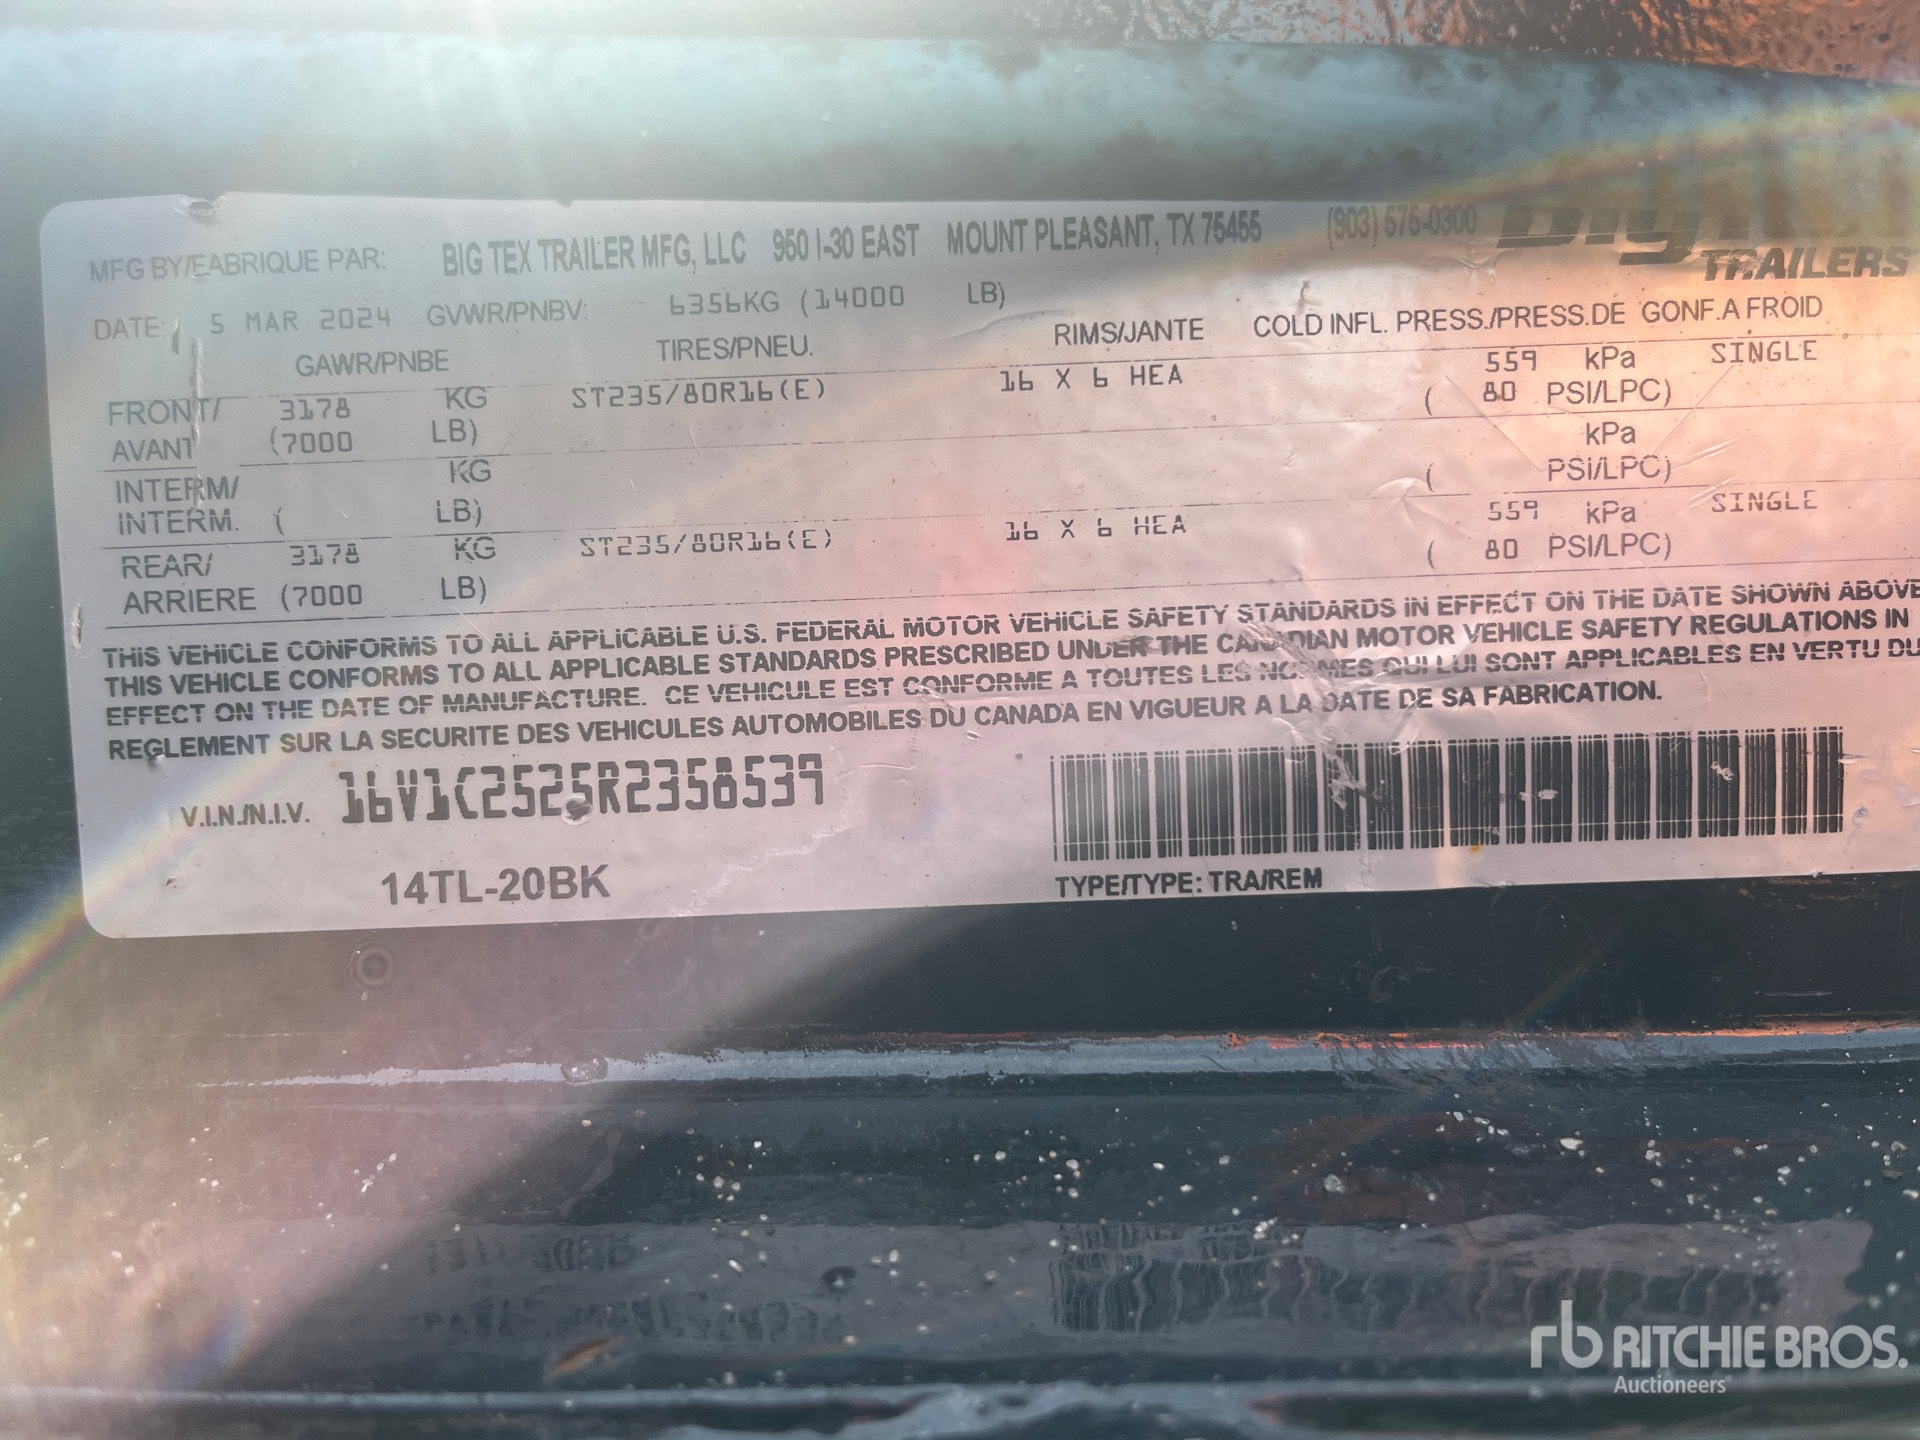 MFG BY/FABRIQUE PAR: BIG TEX TRAILER MFG, LLC 950 I-30 EAST MOUNT PLEASANT, TX 75455 (903) 575-0300 Big Tex
TRAILERS
DATE: 5 MAR 2024 GVWR/PNBV: 6356KG (14000 LB)
GAWR/PNBE TIRES/PNEU. RIMS/JANTE COLD INFL. PRESS./PRESS.DE GONF.A FROID
FRONT/ 3178 KG ST235/80R16(E) 16 X 6 HEA 559 kPa SINGLE
AVANT (7000 LB) ( 80 PSI/LPC)
INTERM/ KG kPa
INTERM. ( LB) ( PSI/LPC)
REAR/ 3178 KG ST235/80R16(E) 16 X 6 HEA 559 kPa SINGLE
ARRIERE (7000 LB) ( 80 PSI/LPC)
THIS VEHICLE CONFORMS TO ALL APPLICABLE U.S. FEDERAL MOTOR VEHICLE SAFETY STANDARDS IN EFFECT ON THE DATE SHOWN ABOVE
THIS VEHICLE CONFORMS TO ALL APPLICABLE STANDARDS PRESCRIBED UNDER THE CANADIAN MOTOR VEHICLE SAFETY REGULATIONS IN
EFFECT ON THE DATE OF MANUFACTURE. CE VEHICULE EST CONFORME A TOUTES LES NORMES QUI LUI SONT APPLICABLES EN VERTU DU
REGLEMENT SUR LA SECURITE DES VEHICULES AUTOMOBILES DU CANADA EN VIGUEUR A LA DATE DE SA FABRICATION.
V.I.N./N.I.V. 16V1C2525R2358539
14TL-20BK
TYPE/TYPE: TRA/REM
rb RITCHIE BROS.
Auctioneers